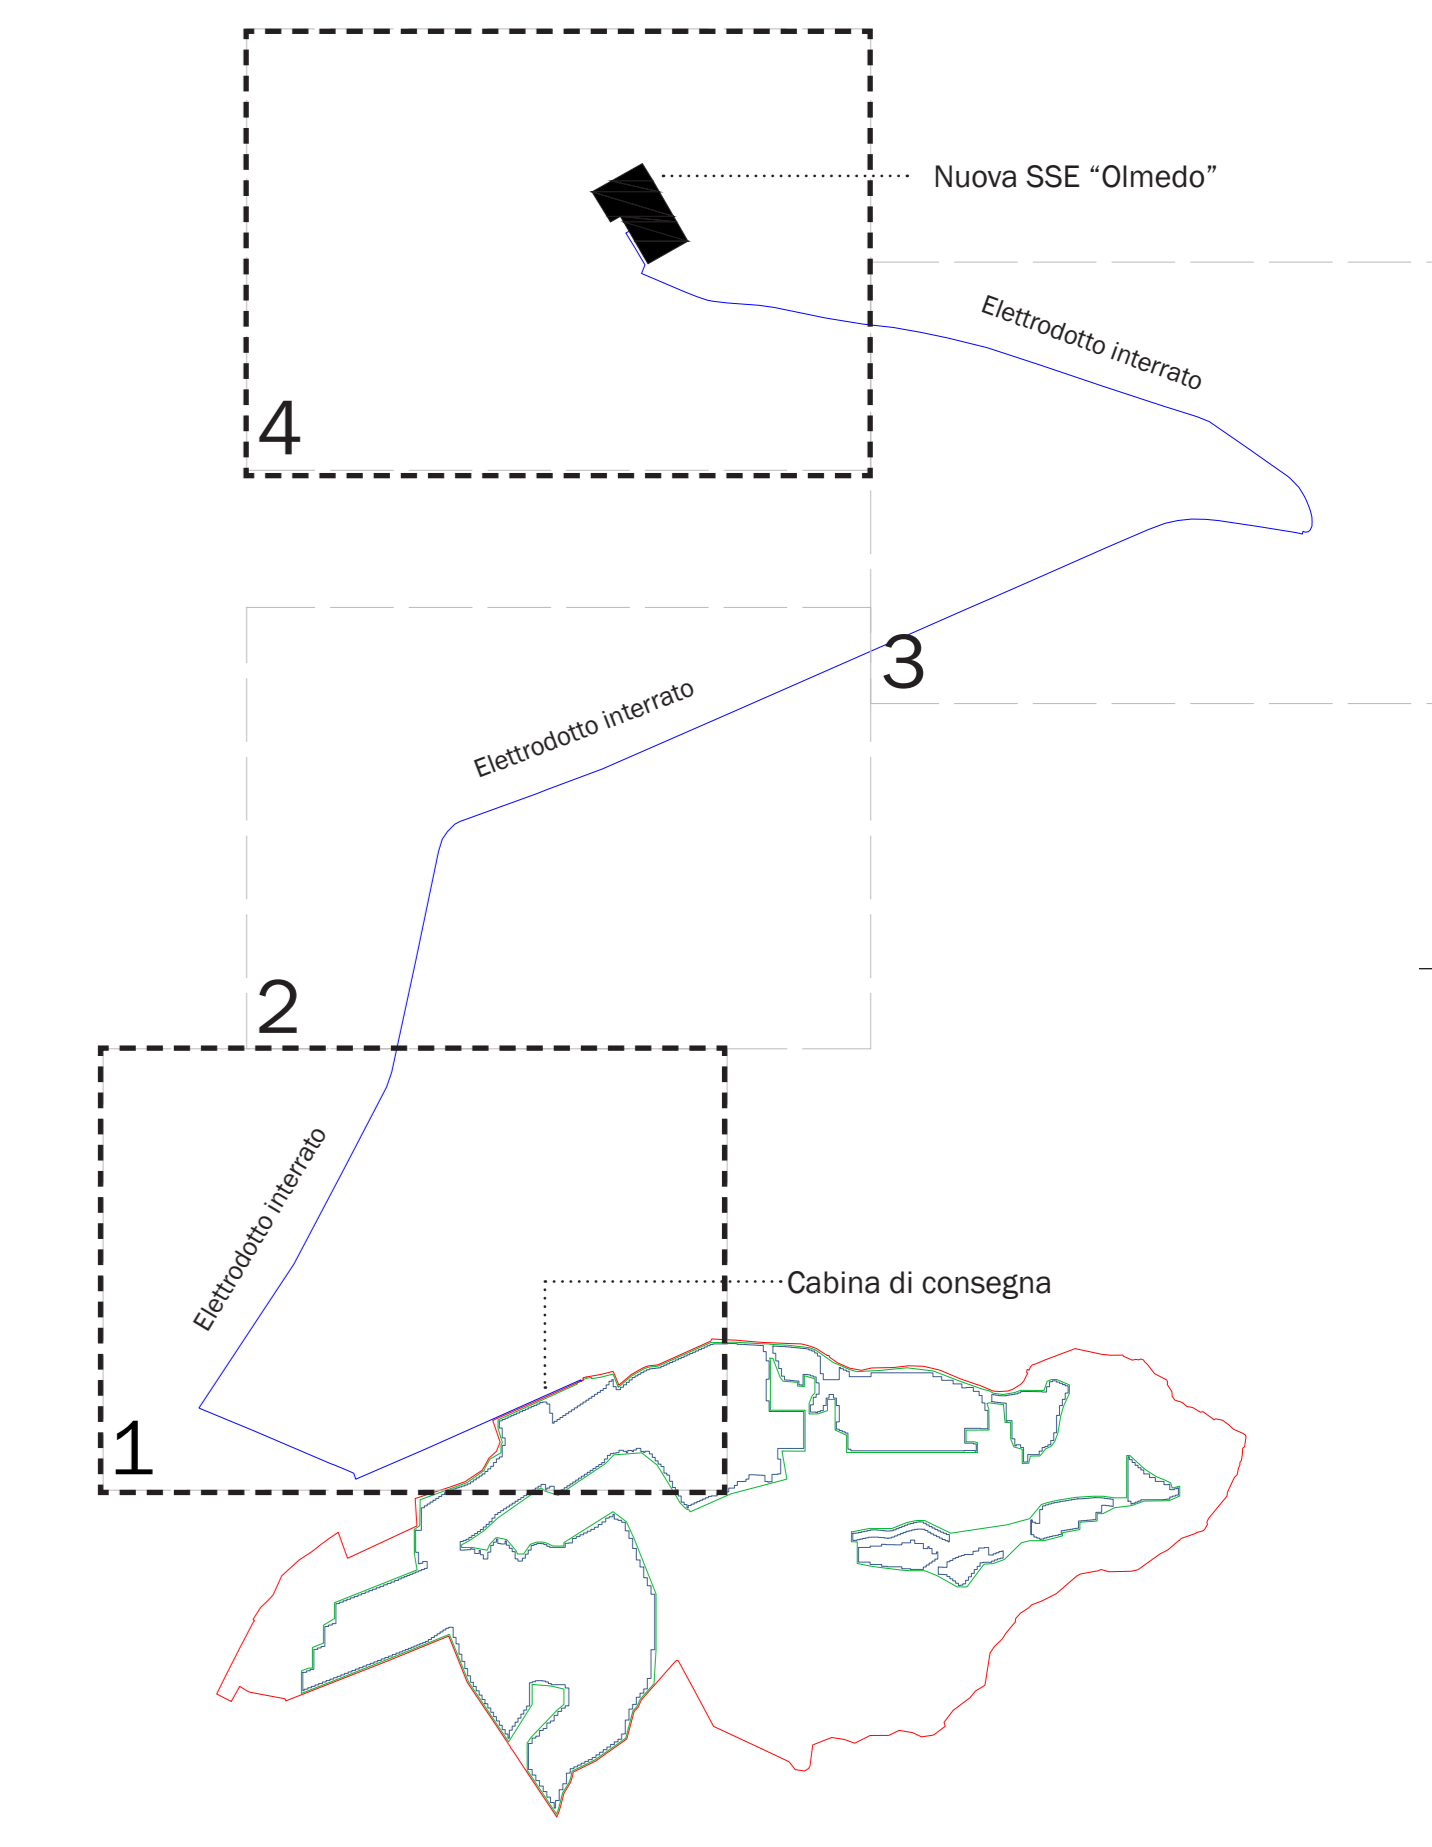 Nuova SSE “Olmedo”
Elettrodotto interrato
4
3
Elettrodotto interrato
2
Elettrodotto interrato
Cabina di consegna
1